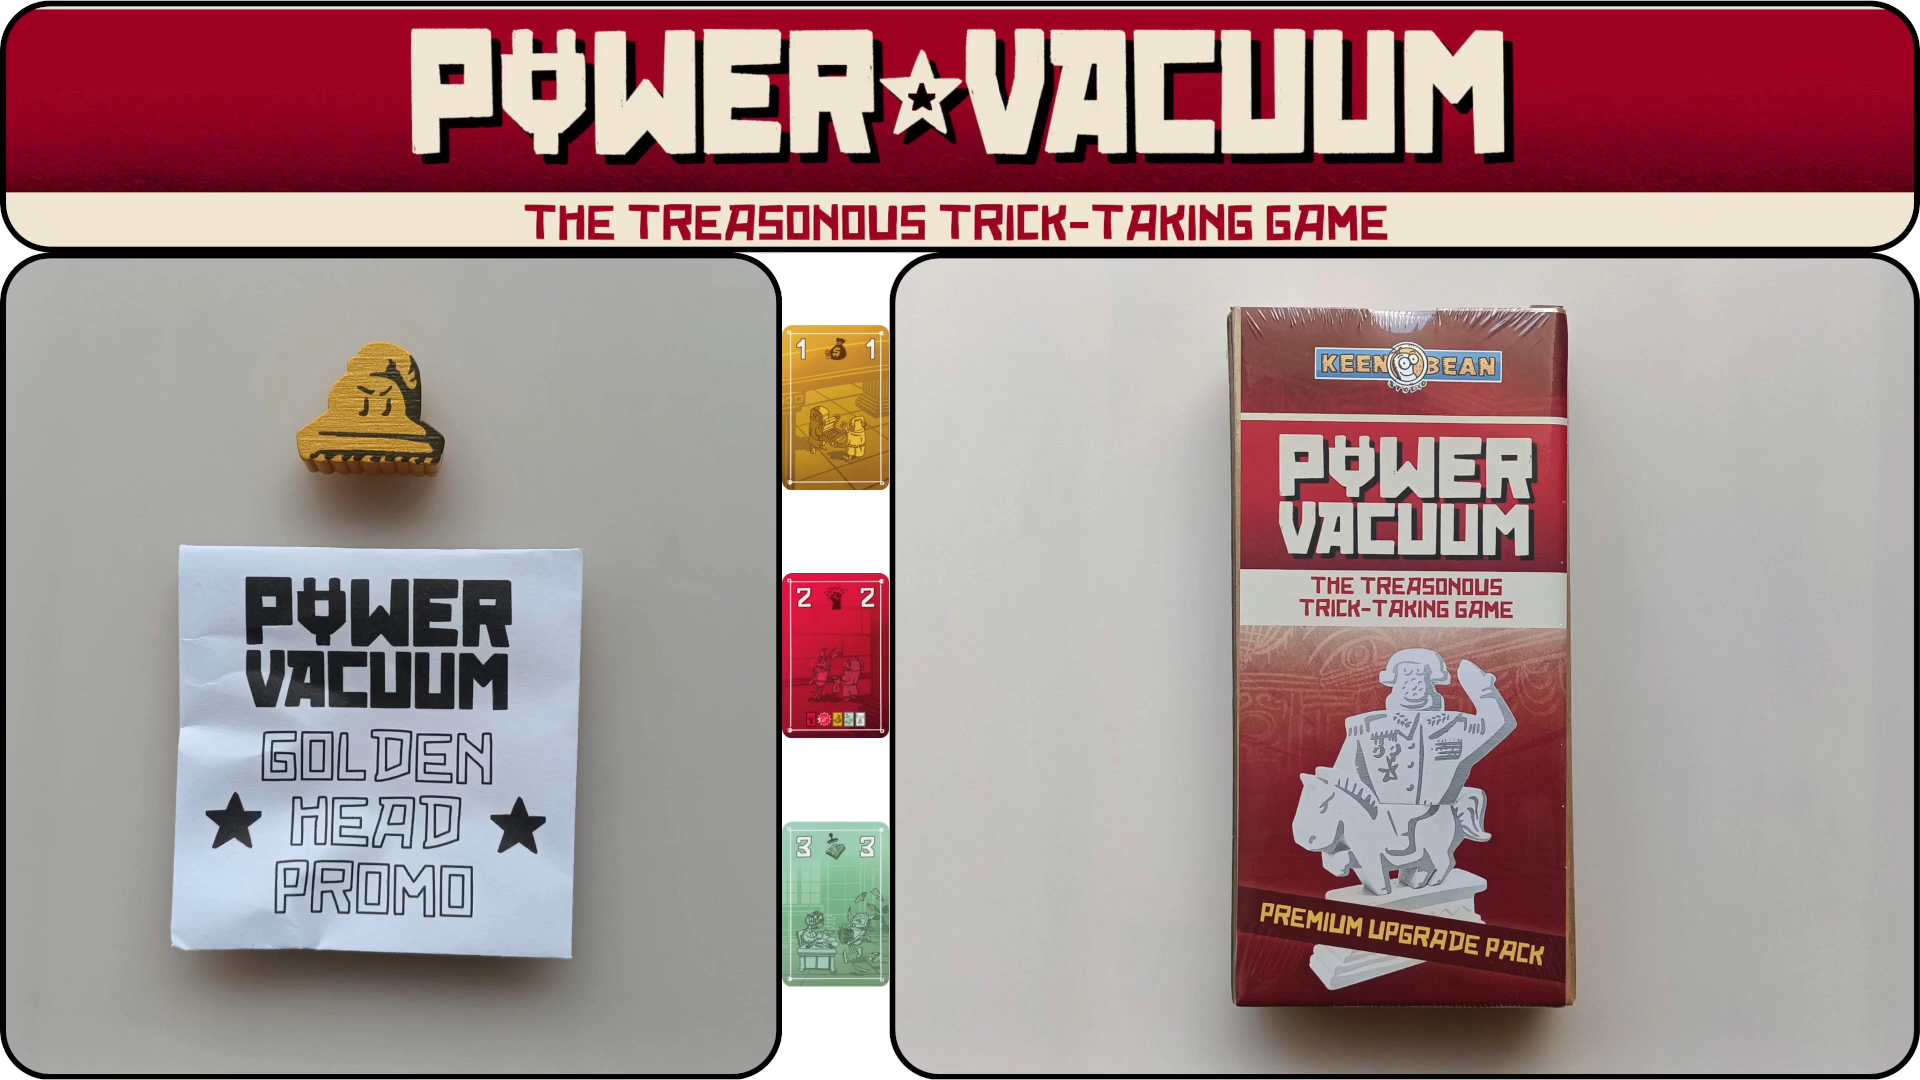 POWER VACUUM
THE TREASONOUS TRICK-TAKING GAME
POWER
VACUUM
GOLDEN
HEAD
PROMO
1 1
2 2
3 3
KEEN BEAN
STUDIO
POWER
VACUUM
THE TREASONOUS
TRICK-TAKING GAME
PREMIUM UPGRADE PACK